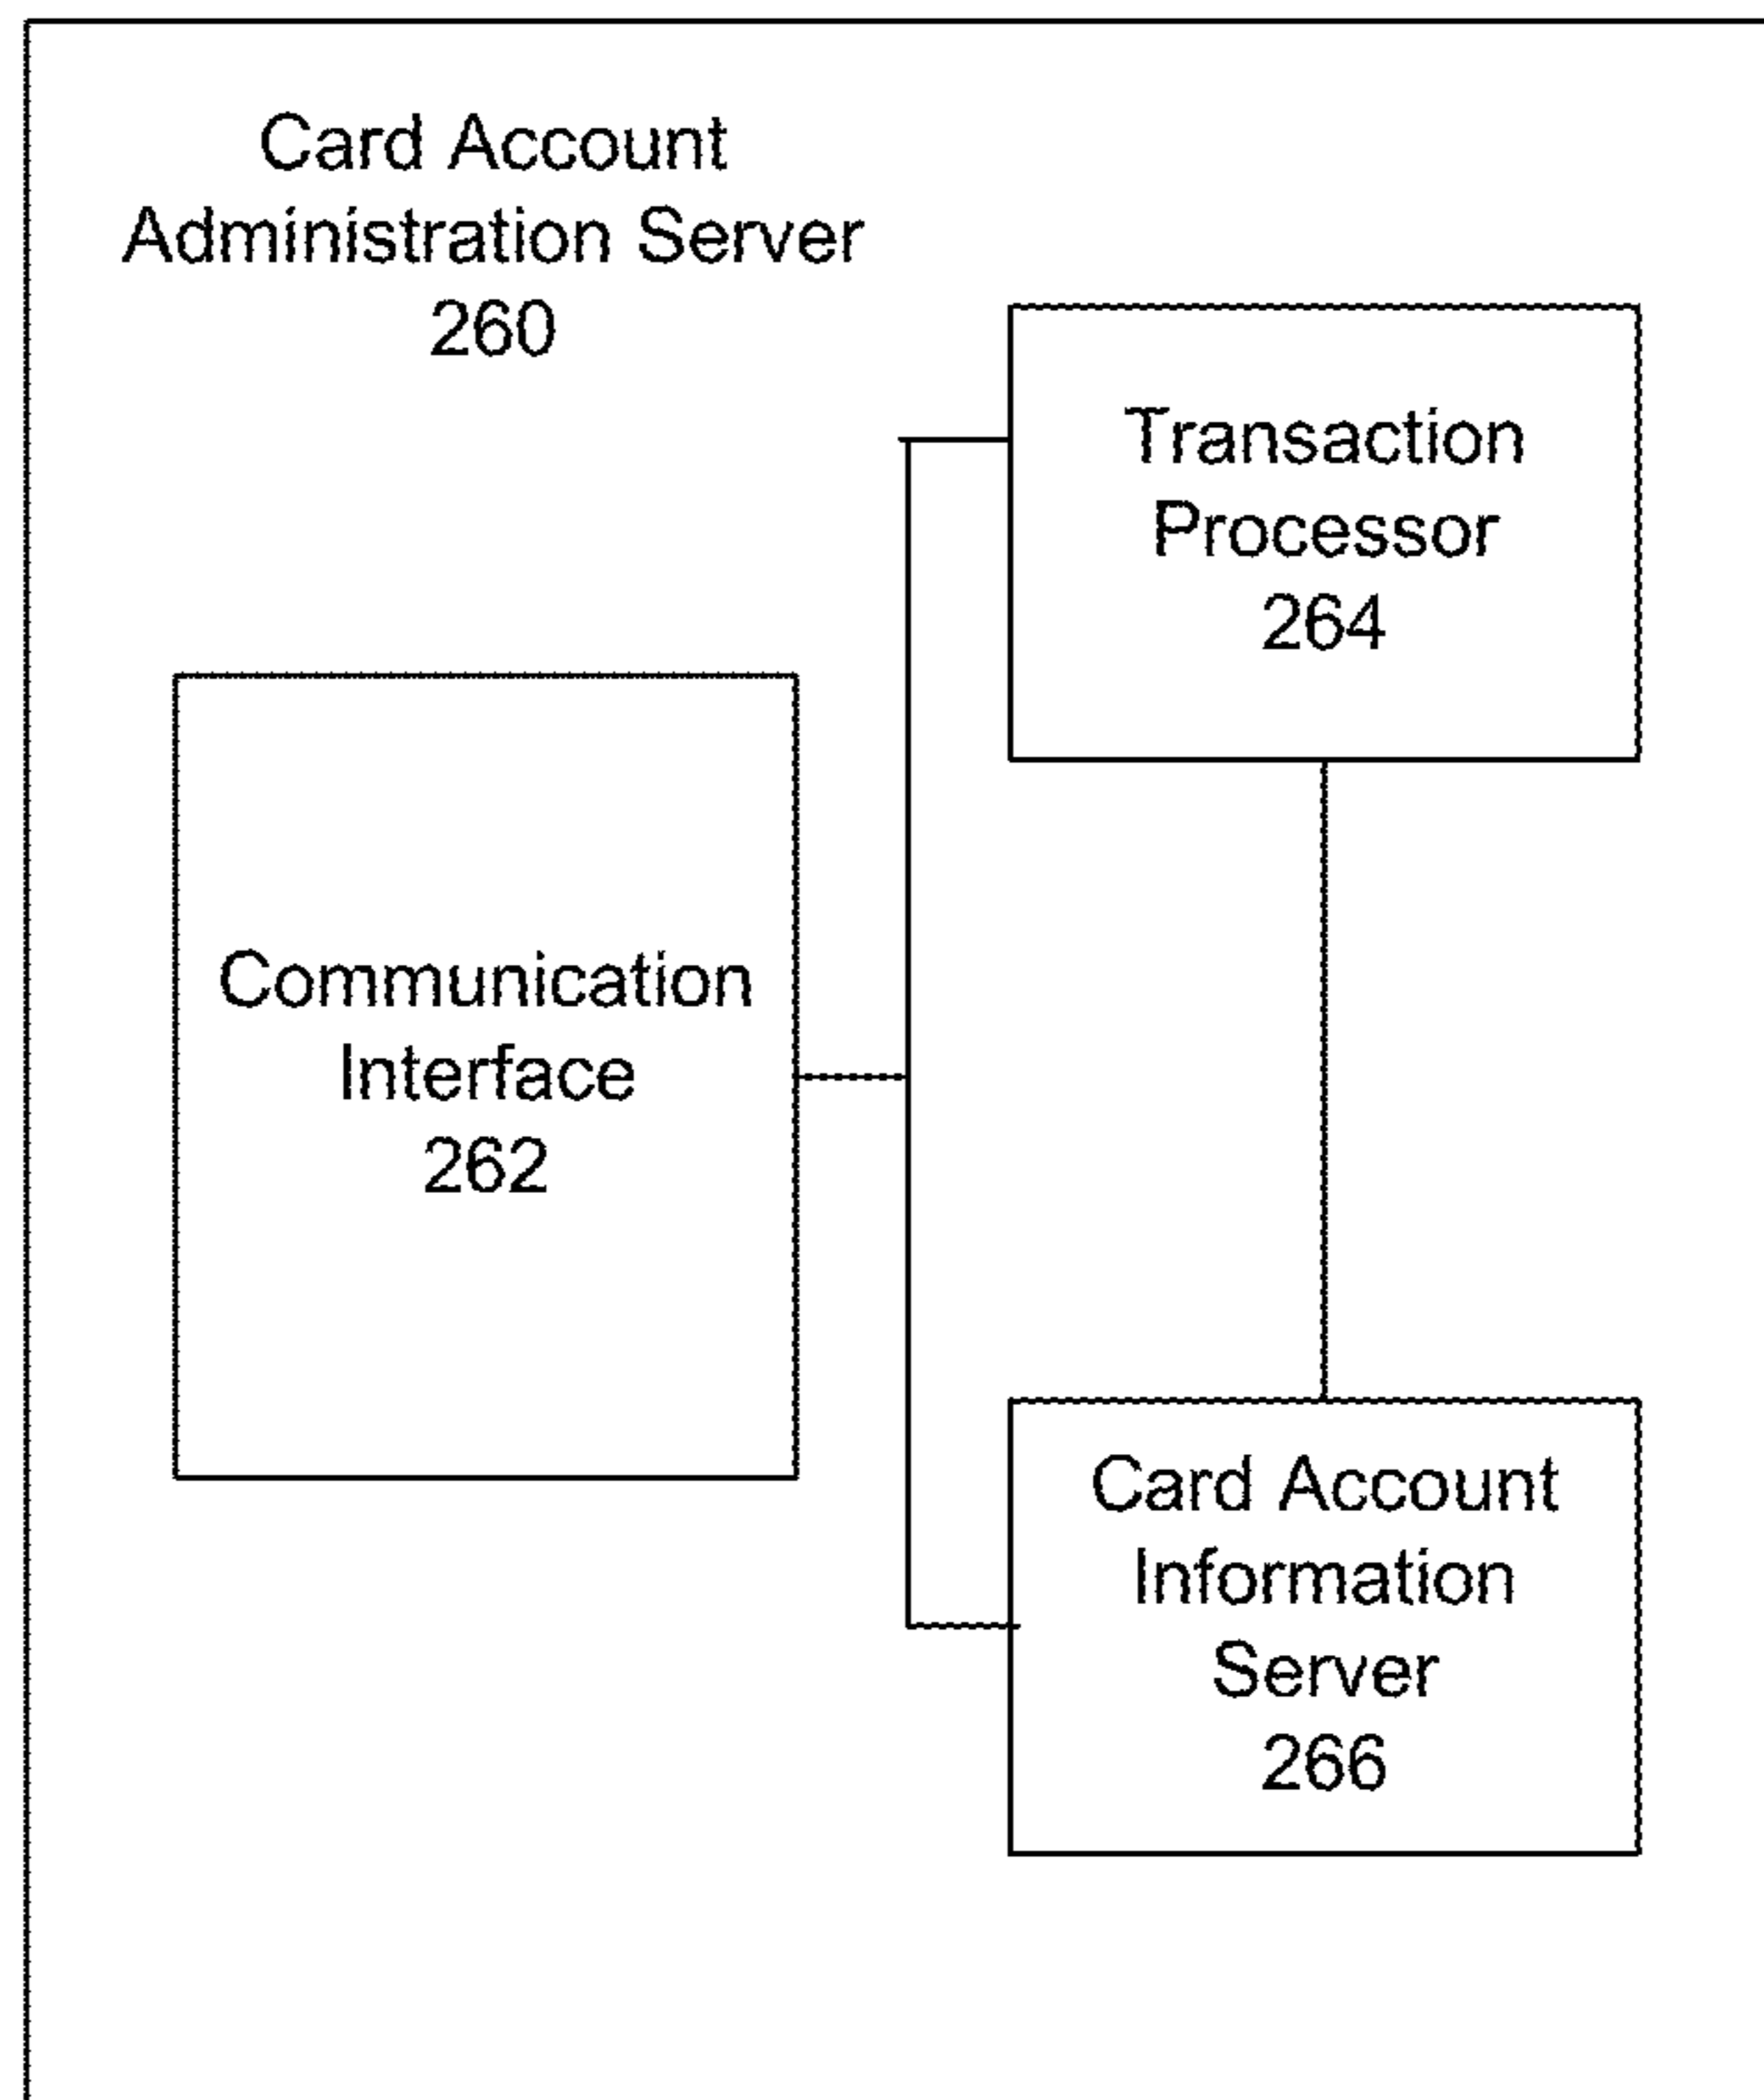 Card Account
Administration Server
260
Transaction
Processor
264
Communication
Interface
262
Card Account
Information
Server
266